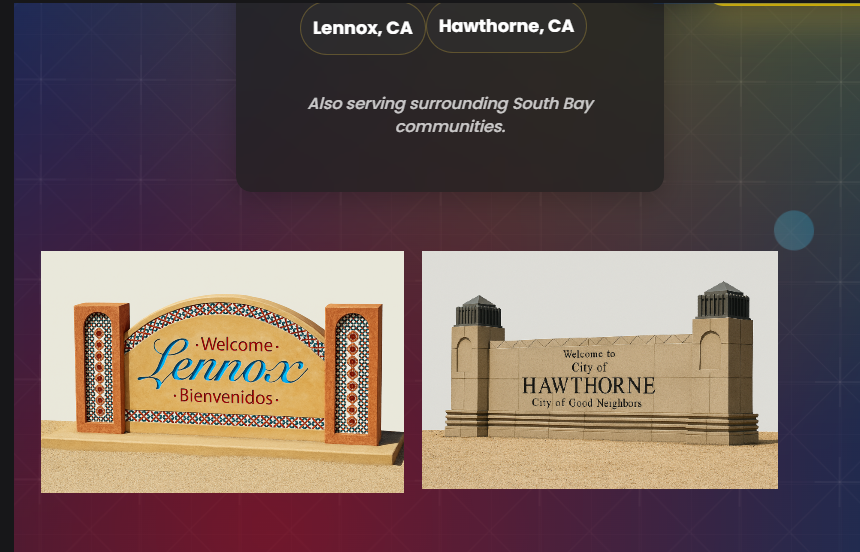 Lennox, CA
Hawthorne, CA
Also serving surrounding South Bay
communities.
·Welcome·
Lennox
·Bienvenidos·
Welcome to
City of
HAWTHORNE
City of Good Neighbors